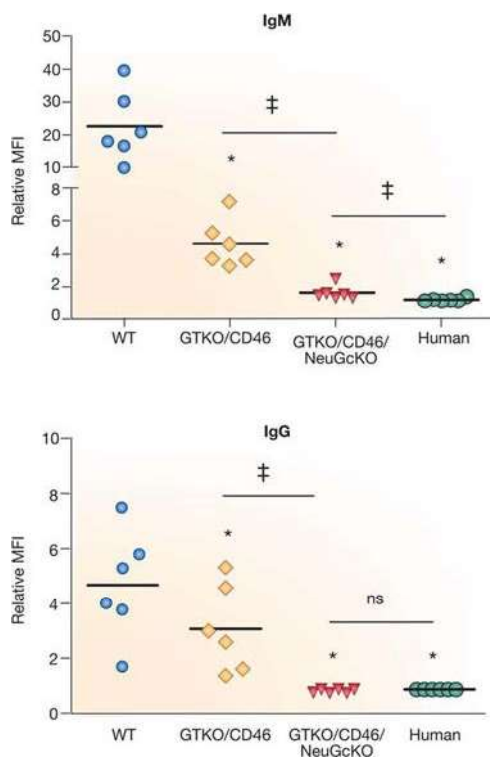 IgM
50
40
30
20
10
8
6
4
2
0
Relative MFI
‡
‡
*
*
*
WT
GTKO/CD46
GTKO/CD46/
NeuGcKO
Human
IgG
10
8
6
4
2
0
Relative MFI
‡
*
ns
*
*
WT
GTKO/CD46
GTKO/CD46/
NeuGcKO
Human